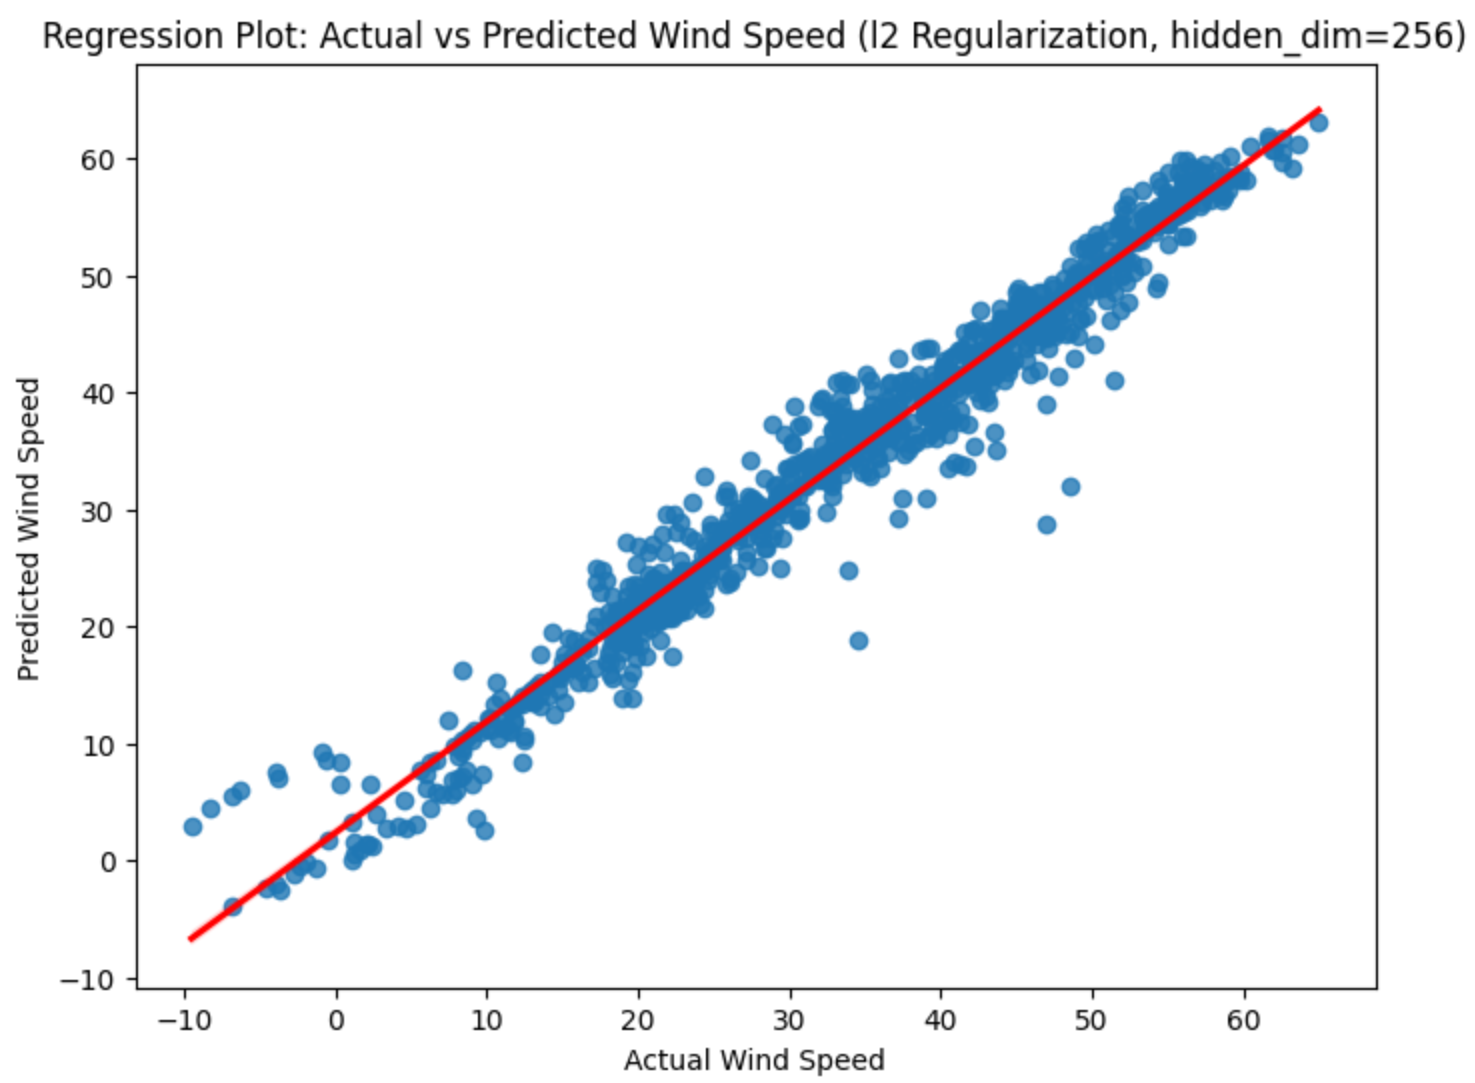 Regression Plot: Actual vs Predicted Wind Speed (l2 Regularization, hidden_dim=256)
Predicted Wind Speed
60
50
40
30
20
10
0
−10
−10 0 10 20 30 40 50 60
Actual Wind Speed